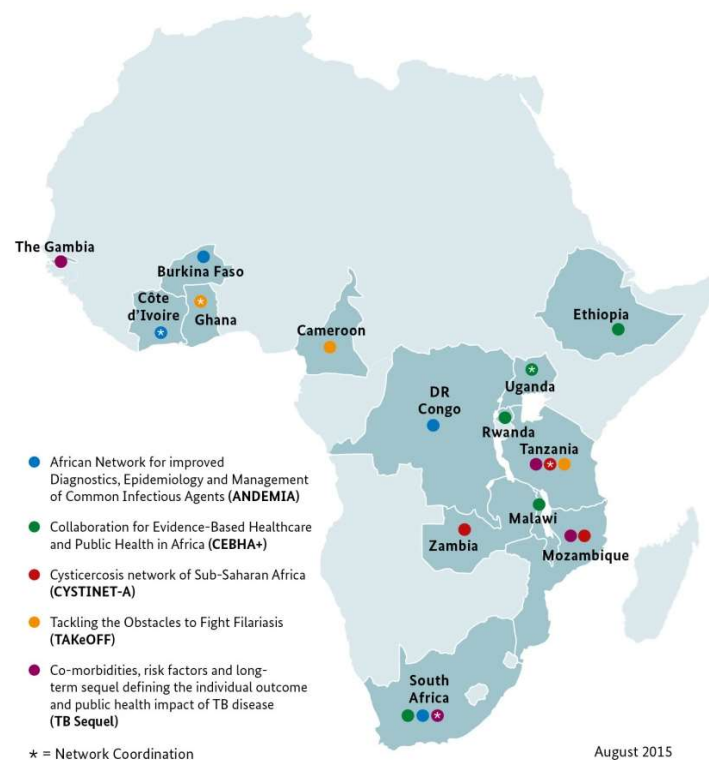 The Gambia
Burkina Faso
Côte
d’Ivoire
Ghana
Cameroon
Ethiopia
DR
Congo
Uganda
Rwanda
Tanzania
Malawi
Zambia
Mozambique
South
Africa
African Network for improved
Diagnostics, Epidemiology and Management
of Common Infectious Agents (ANDEMIA)
Collaboration for Evidence-Based Healthcare
and Public Health in Africa (CEBHA+)
Cysticercosis network of Sub-Saharan Africa
(CYSTINET-A)
Tackling the Obstacles to Fight Filariasis
(TAKeOFF)
Co-morbidities, risk factors and long-
term sequel defining the individual outcome
and public health impact of TB disease
(TB Sequel)
* = Network Coordination
August 2015